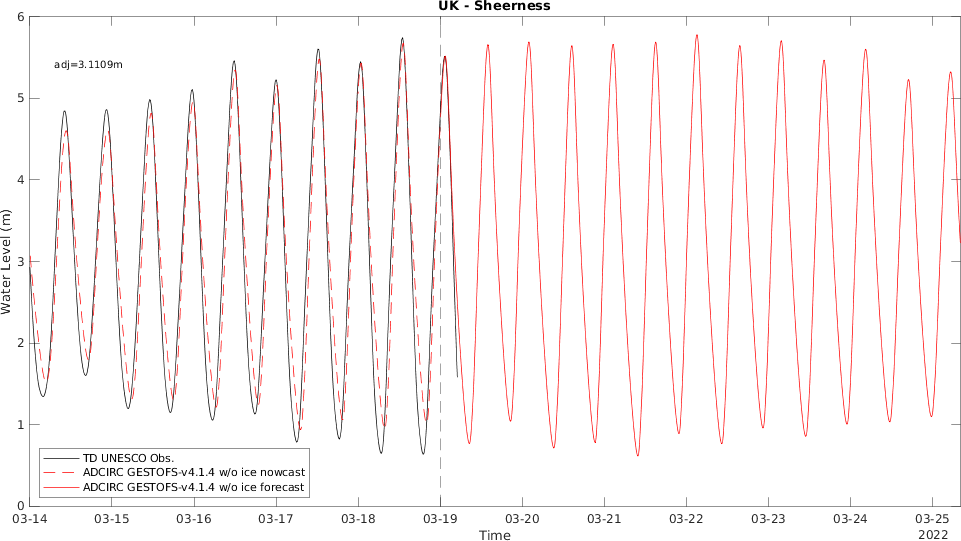 UK - Sheerness
adj=3.1109m
6
5
4
3
2
1
0
Water Level (m)
TD UNESCO Obs.
ADCIRC GESTOFS-v4.1.4 w/o ice nowcast
ADCIRC GESTOFS-v4.1.4 w/o ice forecast
03-14 03-15 03-16 03-17 03-18 03-19 03-20 03-21 03-22 03-23 03-24 03-25
Time
2022